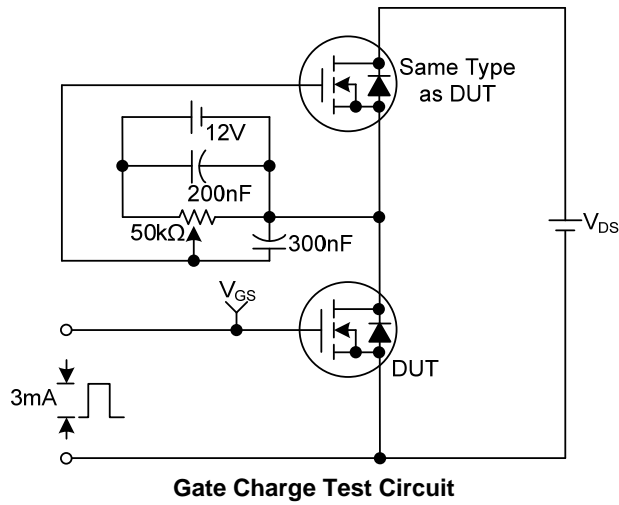 Same Type
as DUT
12V
200nF
50kΩ
300nF
V_DS
V_GS
DUT
3mA
Gate Charge Test Circuit